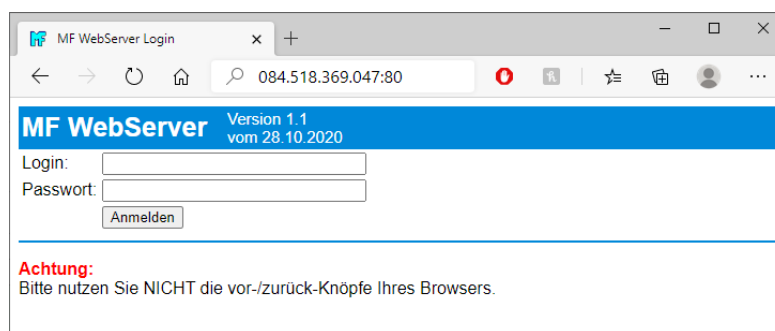 MF WebServer Login
084.518.369.047:80
MF WebServer
Version 1.1
vom 28.10.2020
Login:
Passwort:
Anmelden
Achtung:
Bitte nutzen Sie NICHT die vor-/zurück-Knöpfe Ihres Browsers.